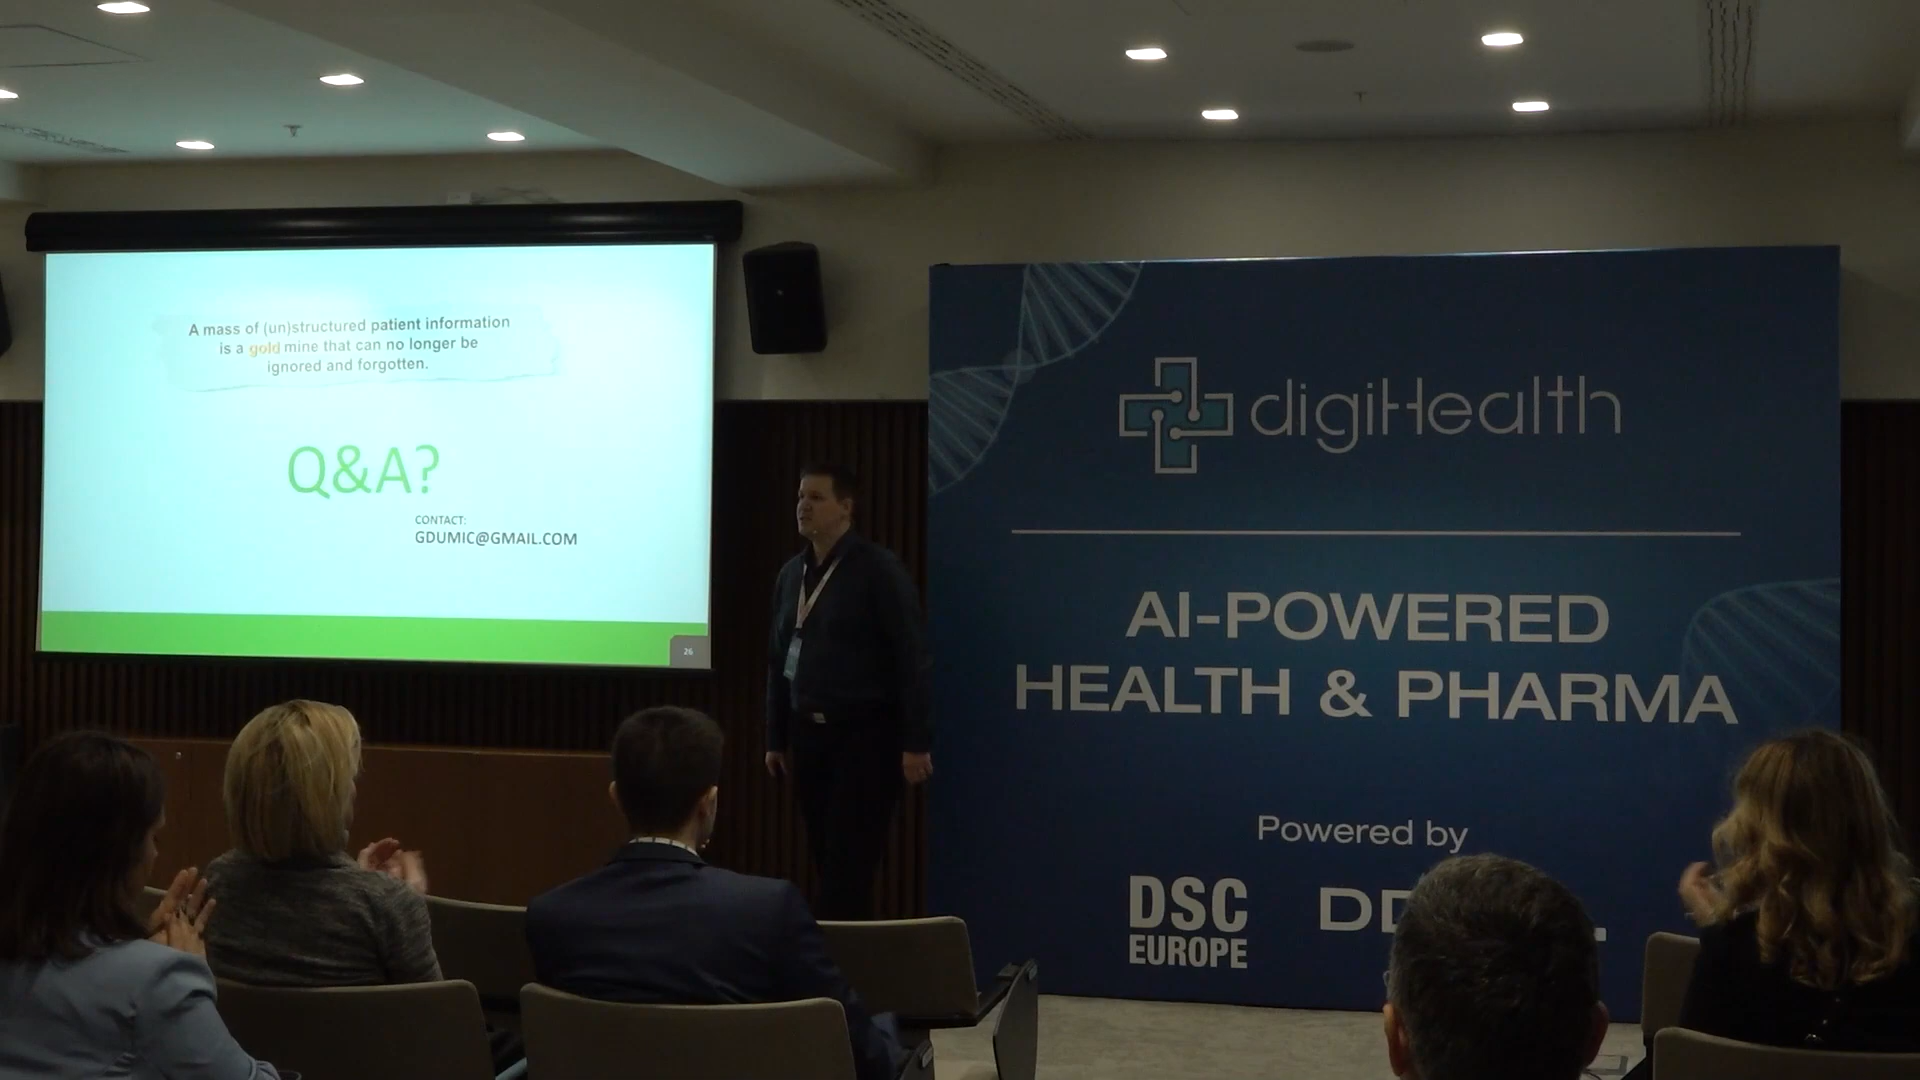 A mass of (un)structured patient information
is a gold mine that can no longer be
ignored and forgotten.
Q&A?
CONTACT:
GDUMIC@GMAIL.COM
26
digiHealth
AI-POWERED
HEALTH & PHARMA
Powered by
DSC
EUROPE